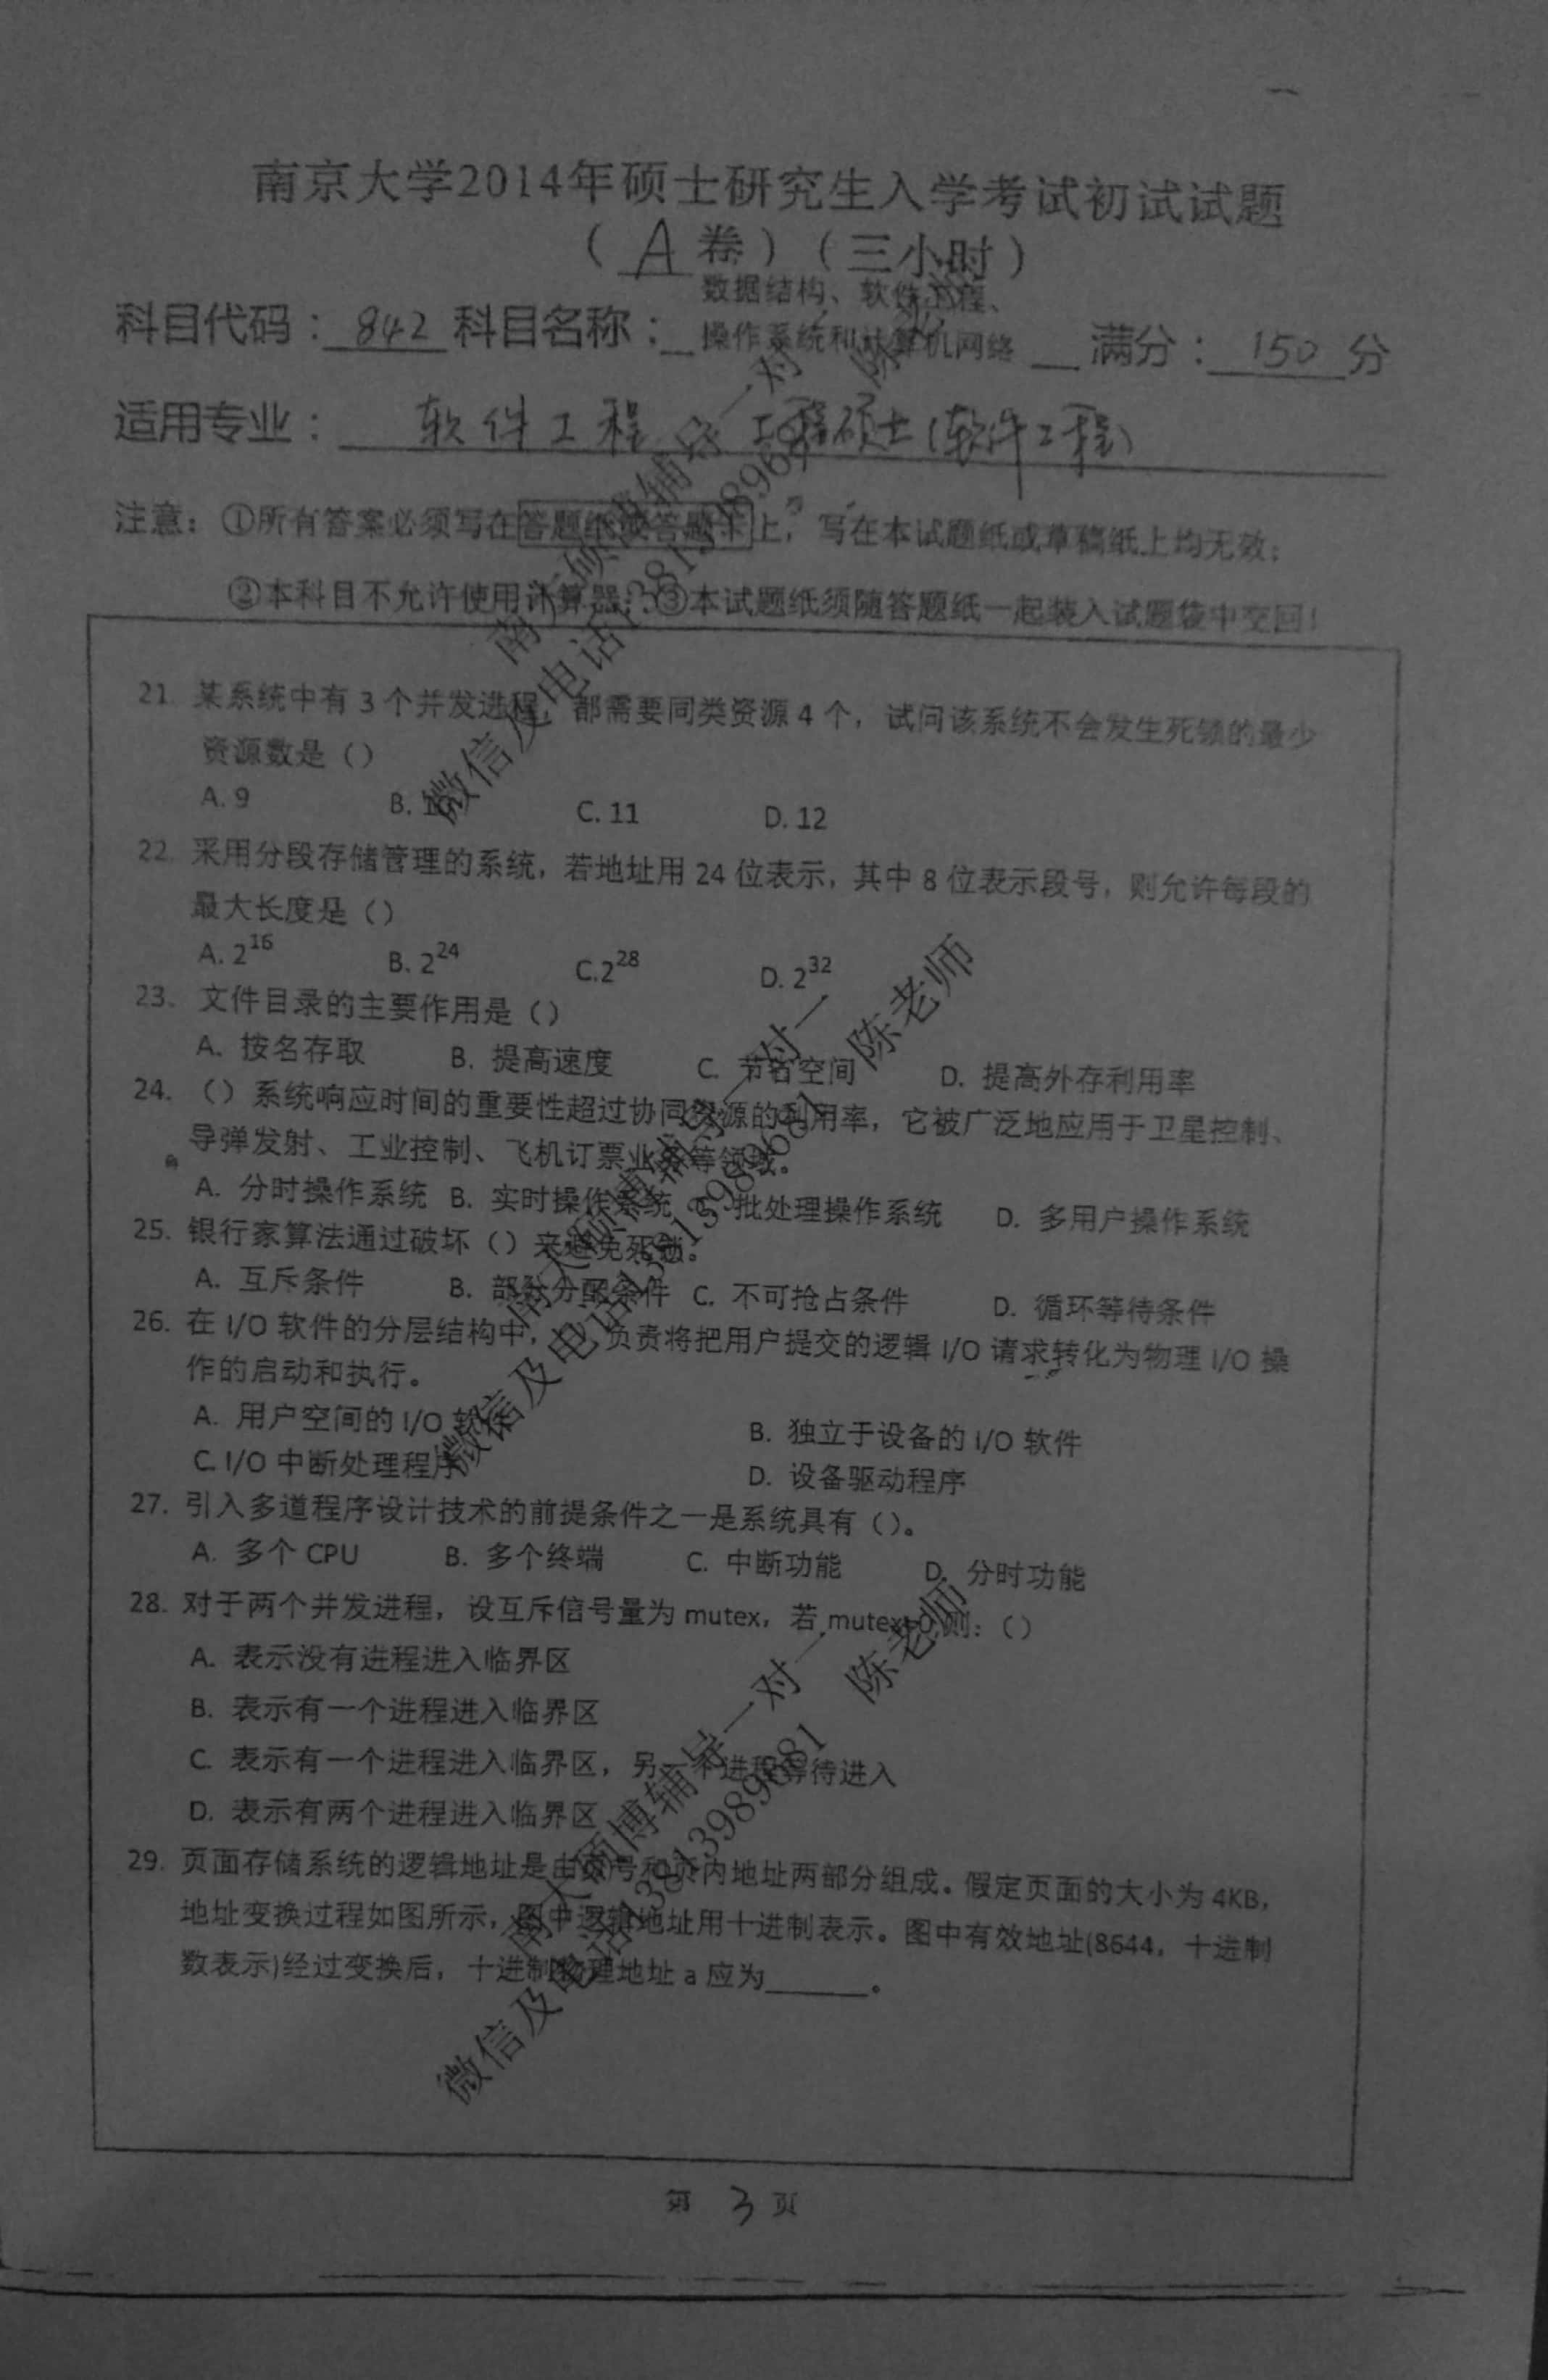 南京大学2014年硕士研究生入学考试初试试题
（A卷）（三小时）
科目代码：842 科目名称：数据结构、软件工程、操作系统和计算机网络 满分：150分
适用专业：软件工程 工程硕士(软件工程)
注意：①所有答案必须写在答题纸或答题卡上，写在本试题纸或草稿纸上均无效；
②本科目不允许使用计算器；③本试题纸须随答题纸一起装入试题袋中交回！
21. 某系统中有 3 个并发进程，都需要同类资源 4 个，试问该系统不会发生死锁的最少
资源数是（）
A. 9 B. 10 C. 11 D. 12
22. 采用分段存储管理的系统，若地址用 24 位表示，其中 8 位表示段号，则允许每段的
最大长度是（）
A. 2^16 B. 2^24 C.2^28 D. 2^32
23、 文件目录的主要作用是（）
A. 按名存取 B. 提高速度 C. 节省空间 D. 提高外存利用率
24. （）系统响应时间的重要性超过协同资源的利用率，它被广泛地应用于卫星控制、
导弹发射、工业控制、飞机订票业务等领域。
A. 分时操作系统 B. 实时操作系统 C. 批处理操作系统 D. 多用户操作系统
25. 银行家算法通过破坏（）来避免死锁。
A. 互斥条件 B. 部分分配条件 C. 不可抢占条件 D. 循环等待条件
26. 在 I/O 软件的分层结构中，（）负责将把用户提交的逻辑 I/O 请求转化为物理 I/O 操
作的启动和执行。
A. 用户空间的 I/O 软件 B. 独立于设备的 I/O 软件
C. I/O 中断处理程序 D. 设备驱动程序
27. 引入多道程序设计技术的前提条件之一是系统具有（）。
A. 多个 CPU B. 多个终端 C. 中断功能 D. 分时功能
28. 对于两个并发进程，设互斥信号量为 mutex，若 mutex=0 则：（）
A. 表示没有进程进入临界区
B. 表示有一个进程进入临界区
C. 表示有一个进程进入临界区，另一个进程等待进入
D. 表示有两个进程进入临界区
29. 页面存储系统的逻辑地址是由页号和页内地址两部分组成。假定页面的大小为 4KB，
地址变换过程如图所示，图中逻辑地址用十进制表示。图中有效地址(8644，十进制
数表示)经过变换后，十进制物理地址 a 应为______。
第 3 页
南大硕博辅导一对一 陈老师
微信及电话13813989681